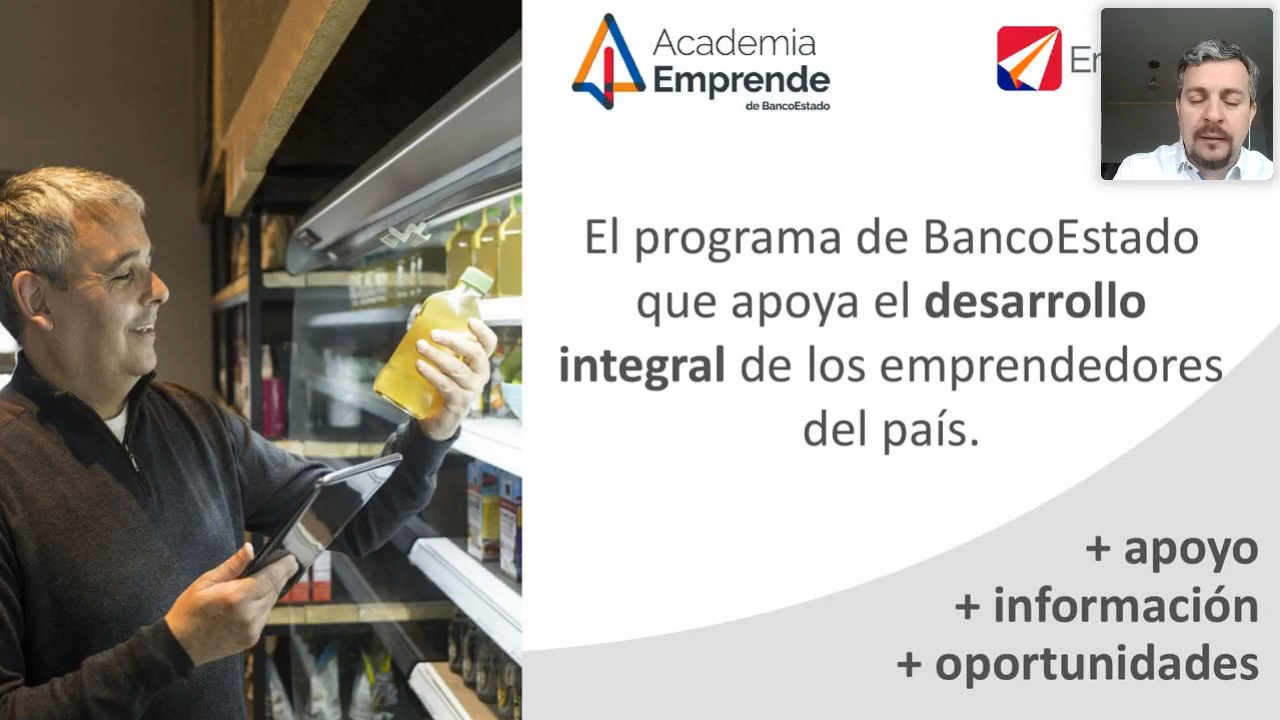 Academia
Emprende
de BancoEstado
El programa de BancoEstado
que apoya el desarrollo
integral de los emprendedores
del país.
+ apoyo
+ información
+ oportunidades